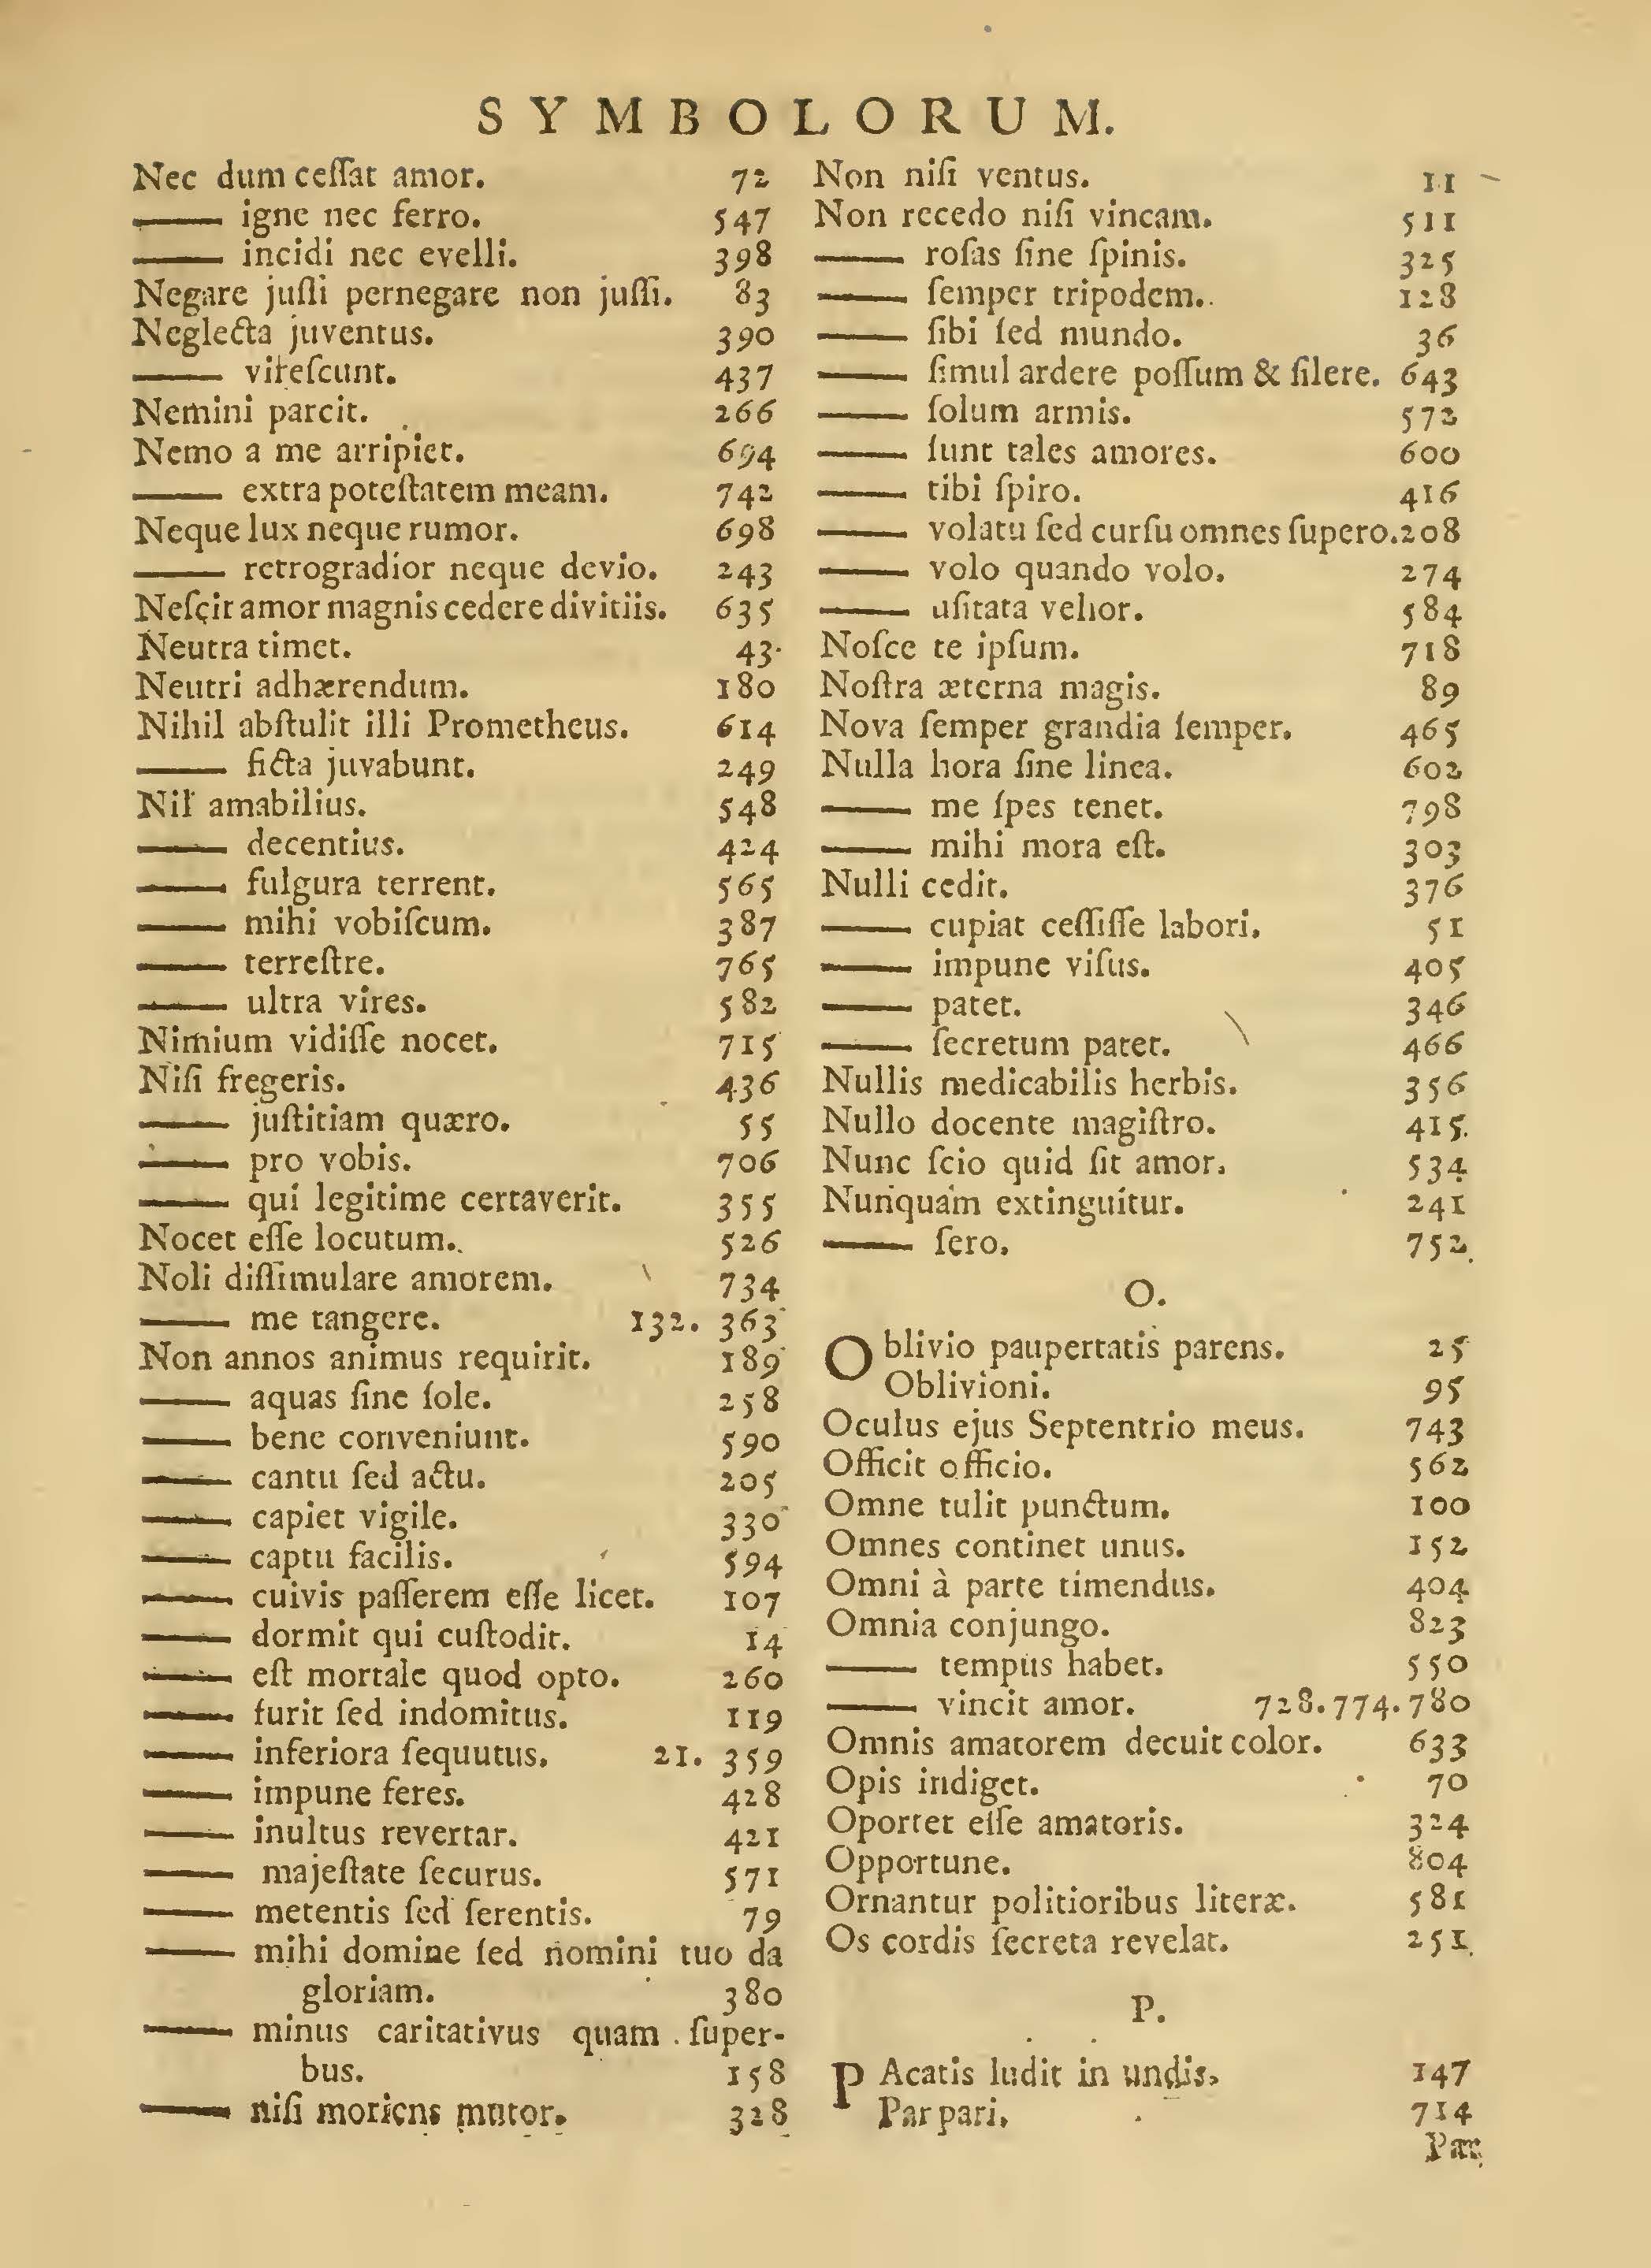 SYMBOLORUM.
Nec dum ceſſat amor. 72
—— igne nec ferro. 547
—— incidi nec evelli. 398
Negare juſſi pernegare non juſſi. 83
Neglecta juventus. 390
—— vireſcunt. 437
Nemini parcit. 266
Nemo a me arripiet. 694
—— extra poteſtatem meam. 742
Neque lux neque rumor. 698
—— retrogradior neque devio. 243
Neſcit amor magnis cedere divitiis. 635
Neutra timet. 43
Neutri adhærendum. 180
Nihil abſtulit illi Prometheus. 614
—— ficta juvabunt. 249
Nil amabilius. 548
—— decentius. 424
—— fulgura terrent. 565
—— mihi vobiſcum. 387
—— terreſtre. 765
—— ultra vires. 582
Nimium vidiſſe nocet. 715
Niſi fregeris. 436
—— juſtitiam quæro. 55
—— pro vobis. 706
—— qui legitime certaverit. 355
Nocet eſſe locutum. 526
Noli diſſimulare amorem. 734
—— me tangere. 132. 363
Non annos animus requirit. 189
—— aquas ſine ſole. 258
—— bene conveniunt. 590
—— cantu ſed actu. 205
—— capiet vigile. 330
—— captu facilis. 594
—— cuivis paſſerem eſſe licet. 107
—— dormit qui cuſtodit. 14
—— eſt mortale quod opto. 260
—— furit ſed indomitus. 119
—— inferiora ſequutus. 21. 359
—— impune feres. 428
—— inultus revertar. 421
—— majeſtate ſecurus. 571
—— metentis ſed ſerentis. 79
—— mihi domine ſed nomini tuo da
gloriam. 380
—— minus caritativus quam ſuper-
bus. 158
—— niſi moriens mutor. 328
Non niſi ventus. 11
Non recedo niſi vincam. 511
—— roſas ſine ſpinis. 325
—— ſemper tripodem. 128
—— ſibi ſed mundo. 36
—— ſimul ardere poſſum & ſilere. 643
—— ſolum armis. 572
—— ſunt tales amores. 600
—— tibi ſpiro. 416
—— volatu ſed curſu omnes ſupero. 208
—— volo quando volo. 274
—— uſitata vehor. 584
Noſce te ipſum. 718
Noſtra æterna magis. 89
Nova ſemper grandia ſemper. 465
Nulla hora ſine linea. 602
—— me ſpes tenet. 798
—— mihi mora eſt. 303
Nulli cedit. 376
—— cupiat ceſſiſſe labori. 51
—— impune viſus. 405
—— patet. 346
—— ſecretum patet. 466
Nullis medicabilis herbis. 356
Nullo docente magiſtro. 415.
Nunc ſcio quid ſit amor. 534
Nunquam extinguitur. 241
—— ſero. 752
O.
Oblivio paupertatis parens. 25
Oblivioni. 95
Oculus ejus Septentrio meus. 743
Officit officio. 562
Omne tulit punctum. 100
Omnes continet unus. 152
Omni à parte timendus. 404
Omnia conjungo. 823
—— tempus habet. 550
—— vincit amor. 728. 774. 780
Omnis amatorem decuit color. 633
Opis indiget. 70
Oportet eſſe amatoris. 324
Opportune. 804
Ornantur politioribus literæ. 581
Os cordis ſecreta revelat. 251
P.
PAcatis ludit in undis, 147
Par pari, 714
Par